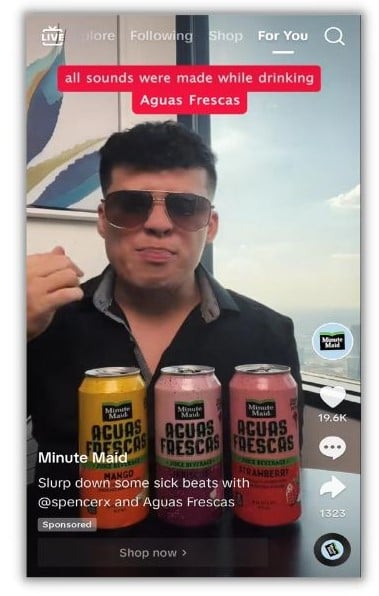 LIVE
plore Following Shop For You
all sounds were made while drinking
Aguas Frescas
Minute
Maid
19.6K
Minute
Maid
AGUAS
FRESCAS
JUICE BEVERAGE
MANGO
Minute
Maid
AGUAS
FRESCAS
JUICE BEVERAGE
Minute
Maid
AGUAS
FRESCAS
JUICE BEVERAGE
STRAWBERRY
Minute Maid
Slurp down some sick beats with
@spencerx and Aguas Frescas
Sponsored
1323
Shop now >